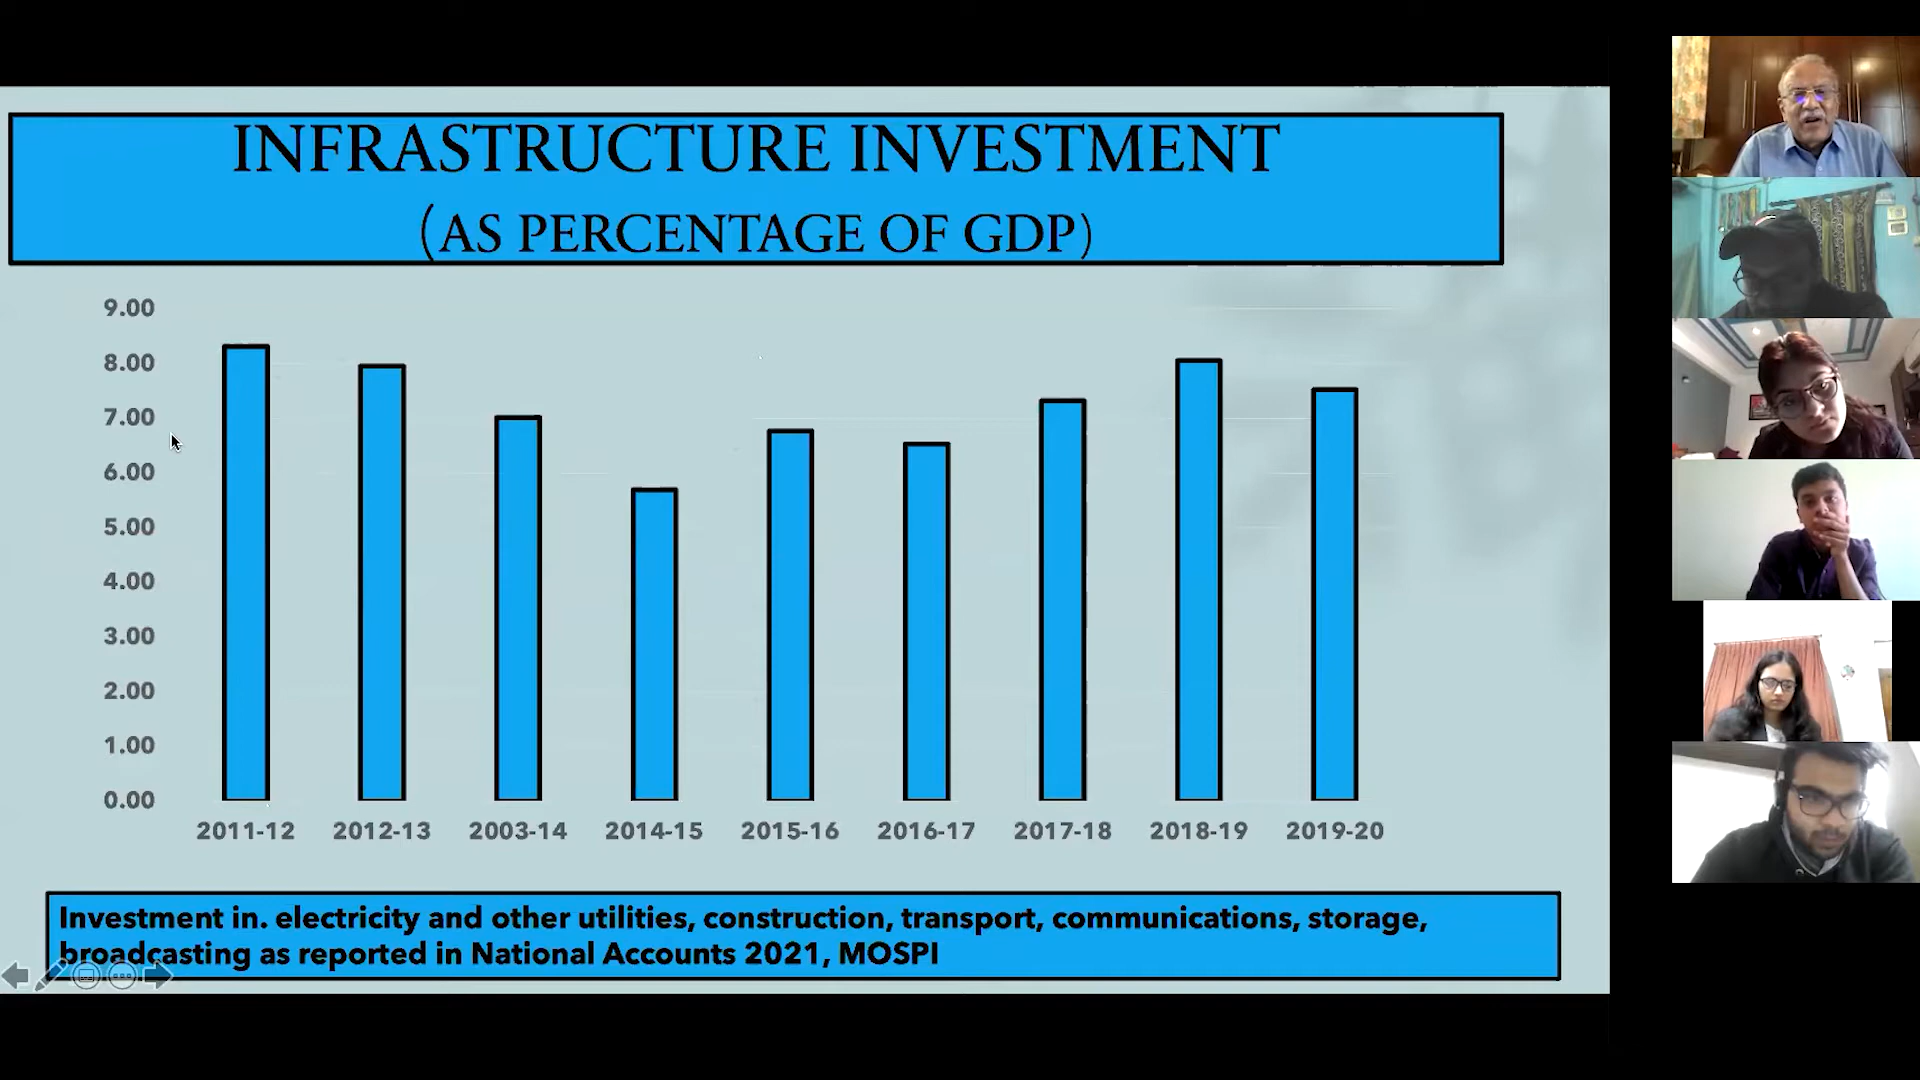 INFRASTRUCTURE INVESTMENT
(AS PERCENTAGE OF GDP)
9.00
8.00
7.00
6.00
5.00
4.00
3.00
2.00
1.00
0.00
2011-12 2012-13 2003-14 2014-15 2015-16 2016-17 2017-18 2018-19 2019-20
Investment in. electricity and other utilities, construction, transport, communications, storage,
broadcasting as reported in National Accounts 2021, MOSPI